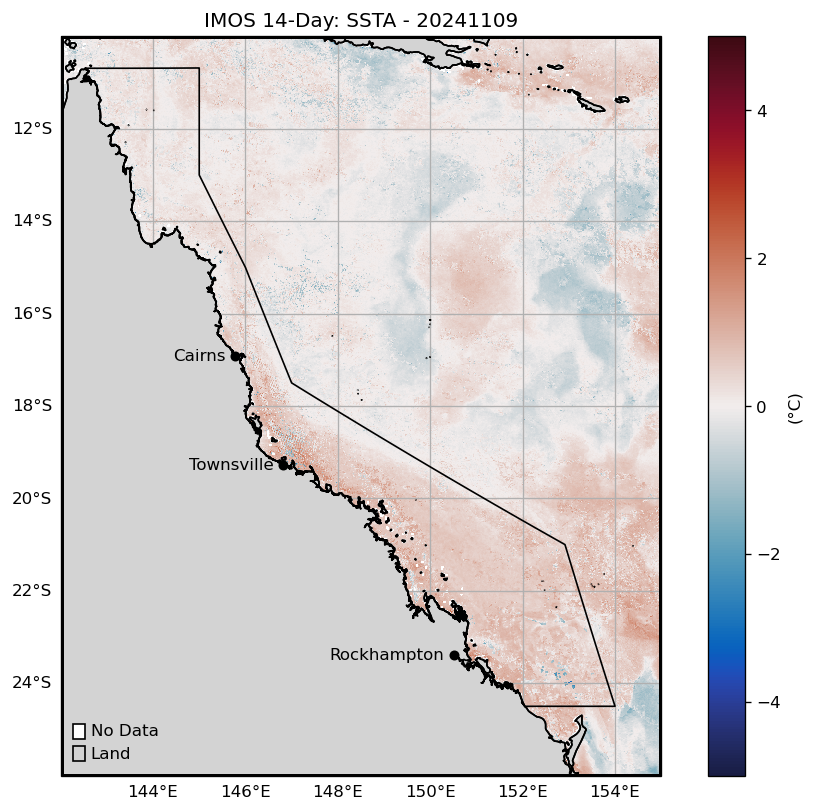 IMOS 14-Day: SSTA - 20241109
12°S
14°S
16°S
18°S
20°S
22°S
24°S
Cairns
Townsville
Rockhampton
No Data
Land
144°E
146°E
148°E
150°E
152°E
154°E
4
2
0
−2
−4
(°C)